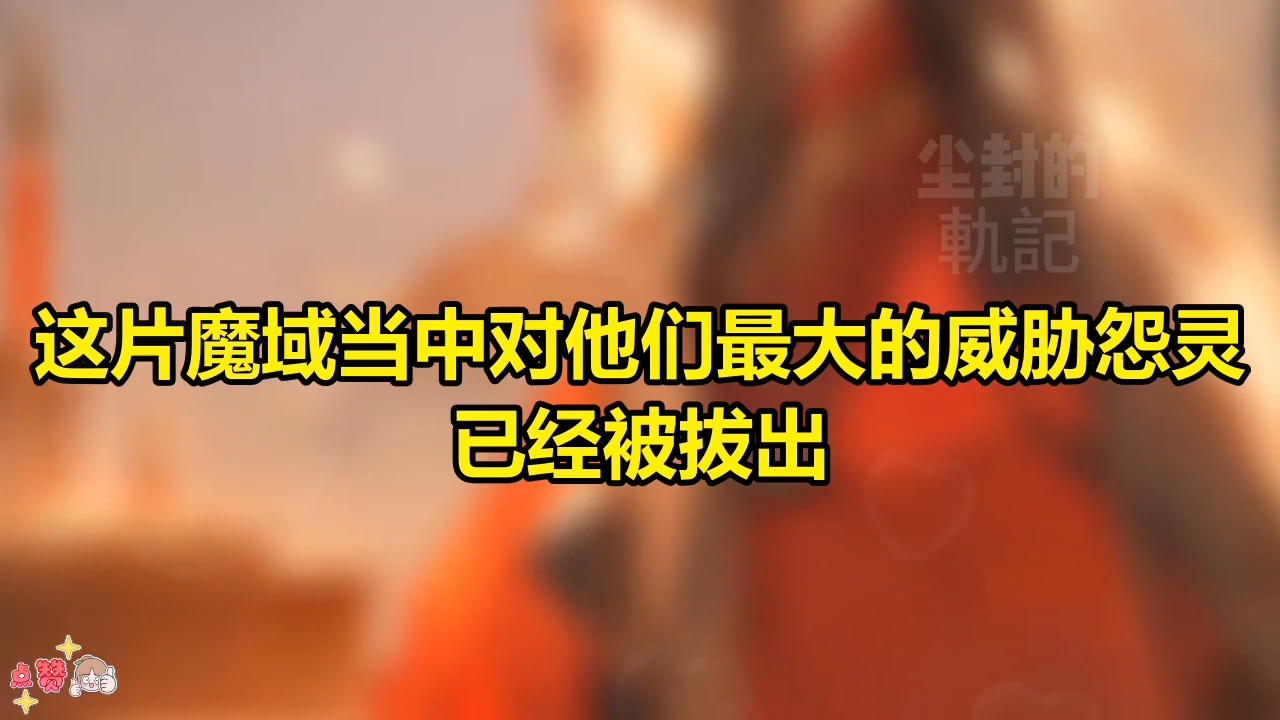 尘封的
軌記
这片魔域当中对他们最大的威胁怨灵
已经被拔出
点赞